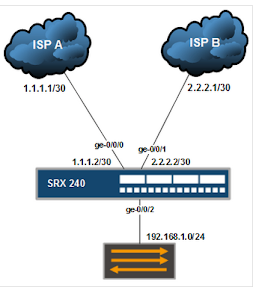 ISP A
ISP B
1.1.1.1/30
2.2.2.1/30
ge-0/0/0
ge-0/0/1
1.1.1.2/30
2.2.2.2/30
SRX 240
ge-0/0/2
192.168.1.0/24